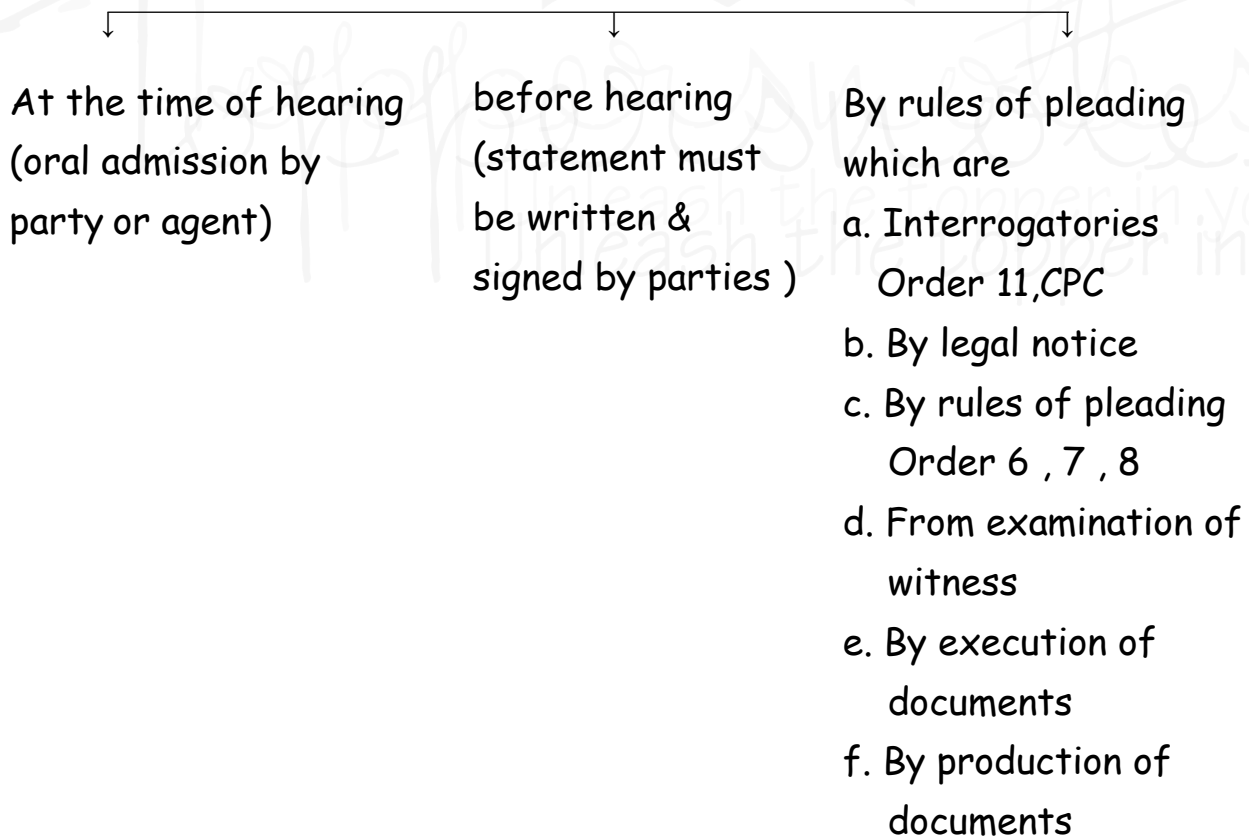 At the time of hearing
(oral admission by
party or agent)
before hearing
(statement must
be written &
signed by parties )
By rules of pleading
which are
a. Interrogatories
Order 11,CPC
b. By legal notice
c. By rules of pleading
Order 6 , 7 , 8
d. From examination of
witness
e. By execution of
documents
f. By production of
documents